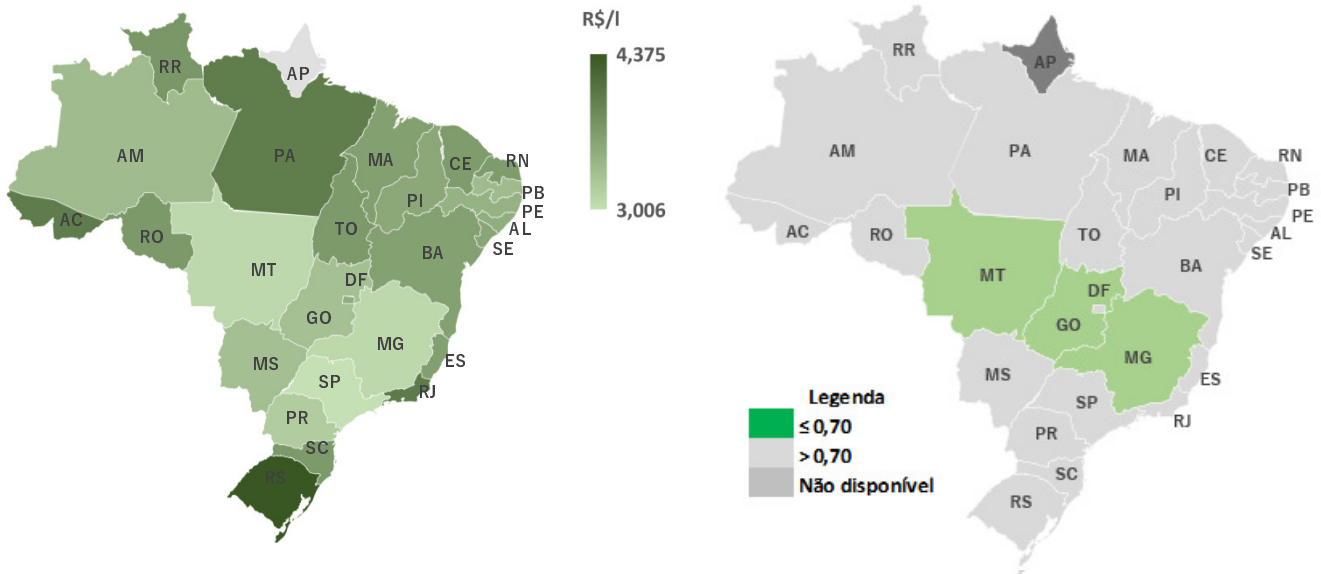 R$/l
4,375
3,006
RR
AP
AM
PA
MA
CE
RN
PI
PB
PE
AC
TO
AL
RO
SE
BA
MT
DF
GO
MG
MS
ES
SP
RJ
PR
SC
RS
RR
AP
AM
PA
MA
CE
RN
PI
PB
PE
AC
RO
TO
AL
SE
BA
MT
DF
GO
MG
MS
ES
SP
RJ
PR
SC
RS
Legenda
≤ 0,70
> 0,70
Não disponível